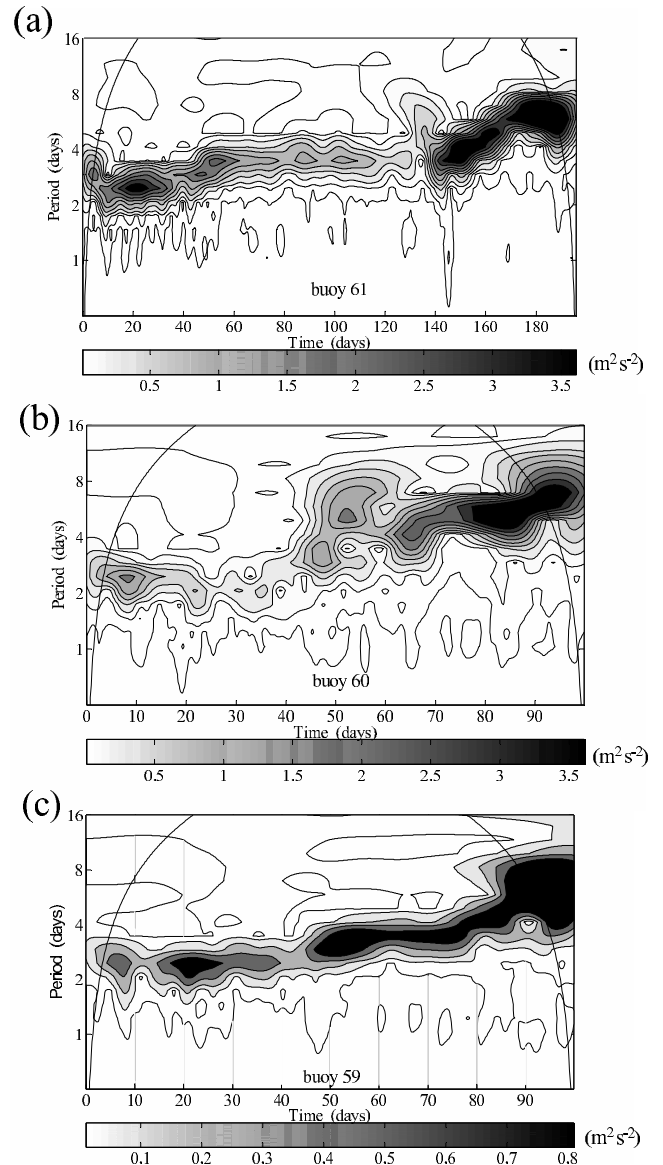 (a)
16
8
4
2
1
Period (days)
buoy 61
0 20 40 60 80 100 120 140 160 180
Time (days)
0.5 1 1.5 2 2.5 3 3.5
(m² s⁻²)
(b)
16
8
4
2
1
Period (days)
buoy 60
0 10 20 30 40 50 60 70 80 90
Time (days)
0.5 1 1.5 2 2.5 3 3.5
(m² s⁻²)
(c)
16
8
4
2
1
Period (days)
buoy 59
0 10 20 30 40 50 60 70 80 90
Time (days)
0.1 0.2 0.3 0.4 0.5 0.6 0.7 0.8
(m² s⁻²)